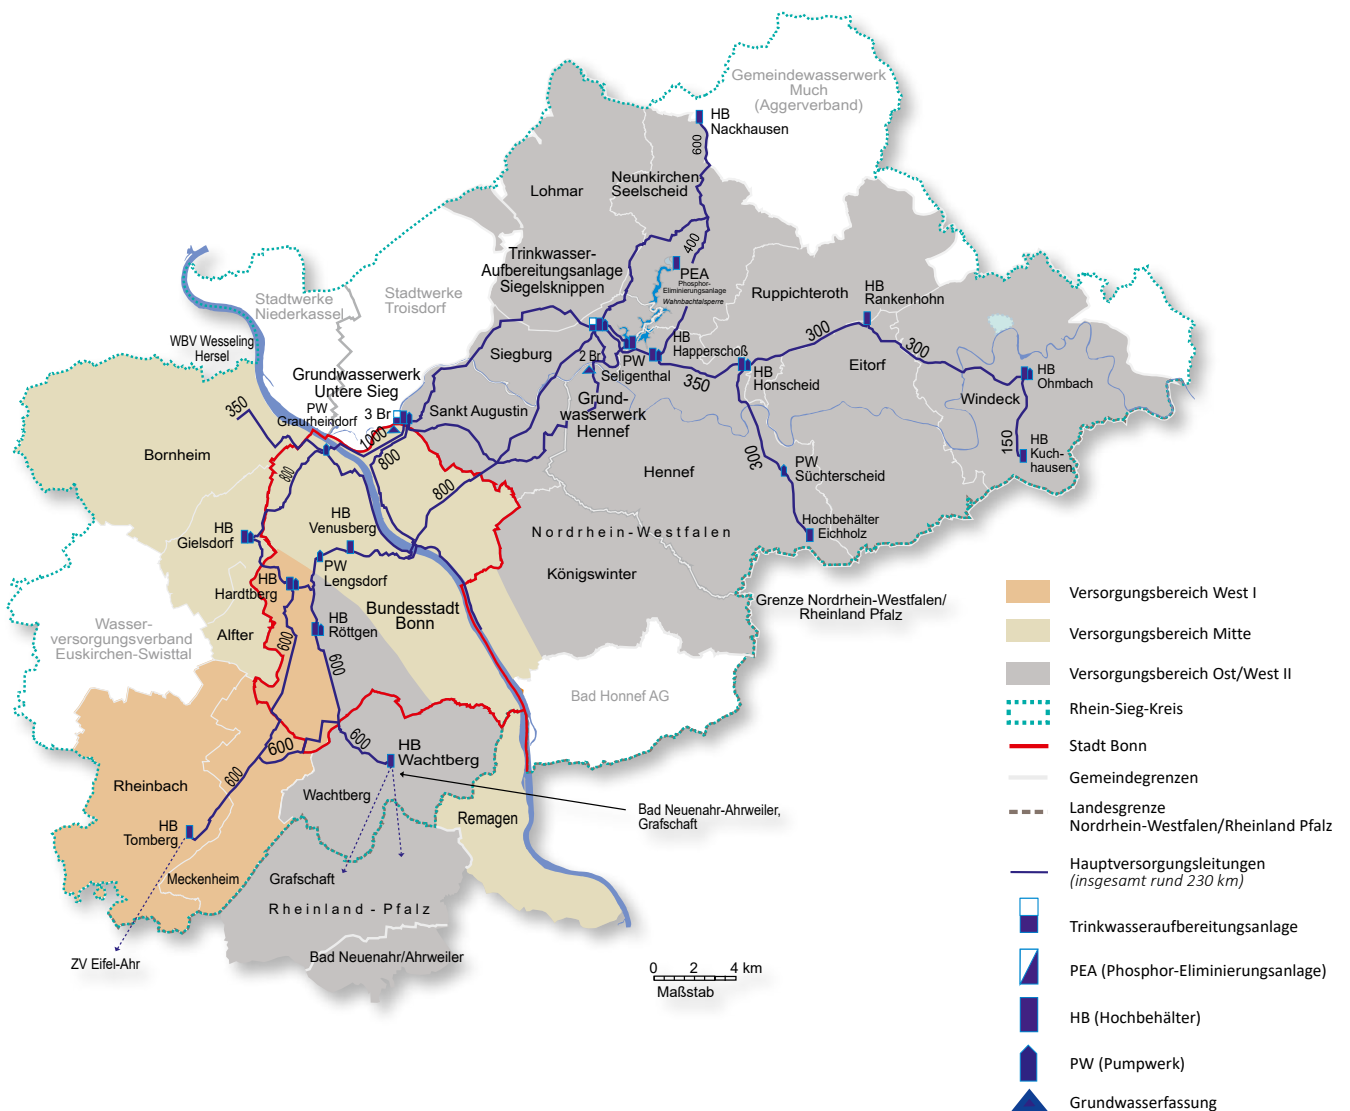 Gemeindewasserwerk
Much
(Aggerverband)
HB
Nackhausen
600
Neunkirchen
Seelscheid
Lohmar
400
Trinkwasser-
Aufbereitungsanlage
Siegelsknippen
PEA
Phosphor-
Eliminierungsanlage
Wahnbachtalsperre
Ruppichteroth
HB
Rankenhohn
Stadtwerke
Niederkassel
Stadtwerke
Troisdorf
WBV Wesseling
Hersel
Siegburg
2 Br
PW
Seligenthal
HB
Happerschoß
300
300
350
HB
Honscheid
Eitorf
HB
Ohmbach
Windeck
Grundwasserwerk
Untere Sieg
PW
Graurheindorf
3 Br
Sankt Augustin
Grund-
wasserwerk
Hennef
350
1000
800
Bornheim
800
800
Hennef
300
PW
Süchterscheid
150
HB
Kuch-
hausen
HB
Gielsdorf
HB
Venusberg
Hochbehälter
Eichholz
Nordrhein-Westfalen
PW
Lengsdorf
HB
Hardtberg
Königswinter
Grenze Nordrhein-Westfalen/
Rheinland Pfalz
Bundesstadt
Bonn
HB
Röttgen
Alfter
600
600
Wasser-
versorgungsverband
Euskirchen-Swisttal
Bad Honnef AG
600
600
600
HB
Wachtberg
Rheinbach
Wachtberg
HB
Tomberg
Remagen
Bad Neuenahr-Ahrweiler,
Grafschaft
Meckenheim
Grafschaft
Rheinland - Pfalz
ZV Eifel-Ahr
Bad Neuenahr/Ahrweiler
0 2 4 km
Maßstab
Versorgungsbereich West I
Versorgungsbereich Mitte
Versorgungsbereich Ost/West II
Rhein-Sieg-Kreis
Stadt Bonn
Gemeindegrenzen
Landesgrenze
Nordrhein-Westfalen/Rheinland Pfalz
Hauptversorgungsleitungen
(insgesamt rund 230 km)
Trinkwasseraufbereitungsanlage
PEA (Phosphor-Eliminierungsanlage)
HB (Hochbehälter)
PW (Pumpwerk)
Grundwasserfassung